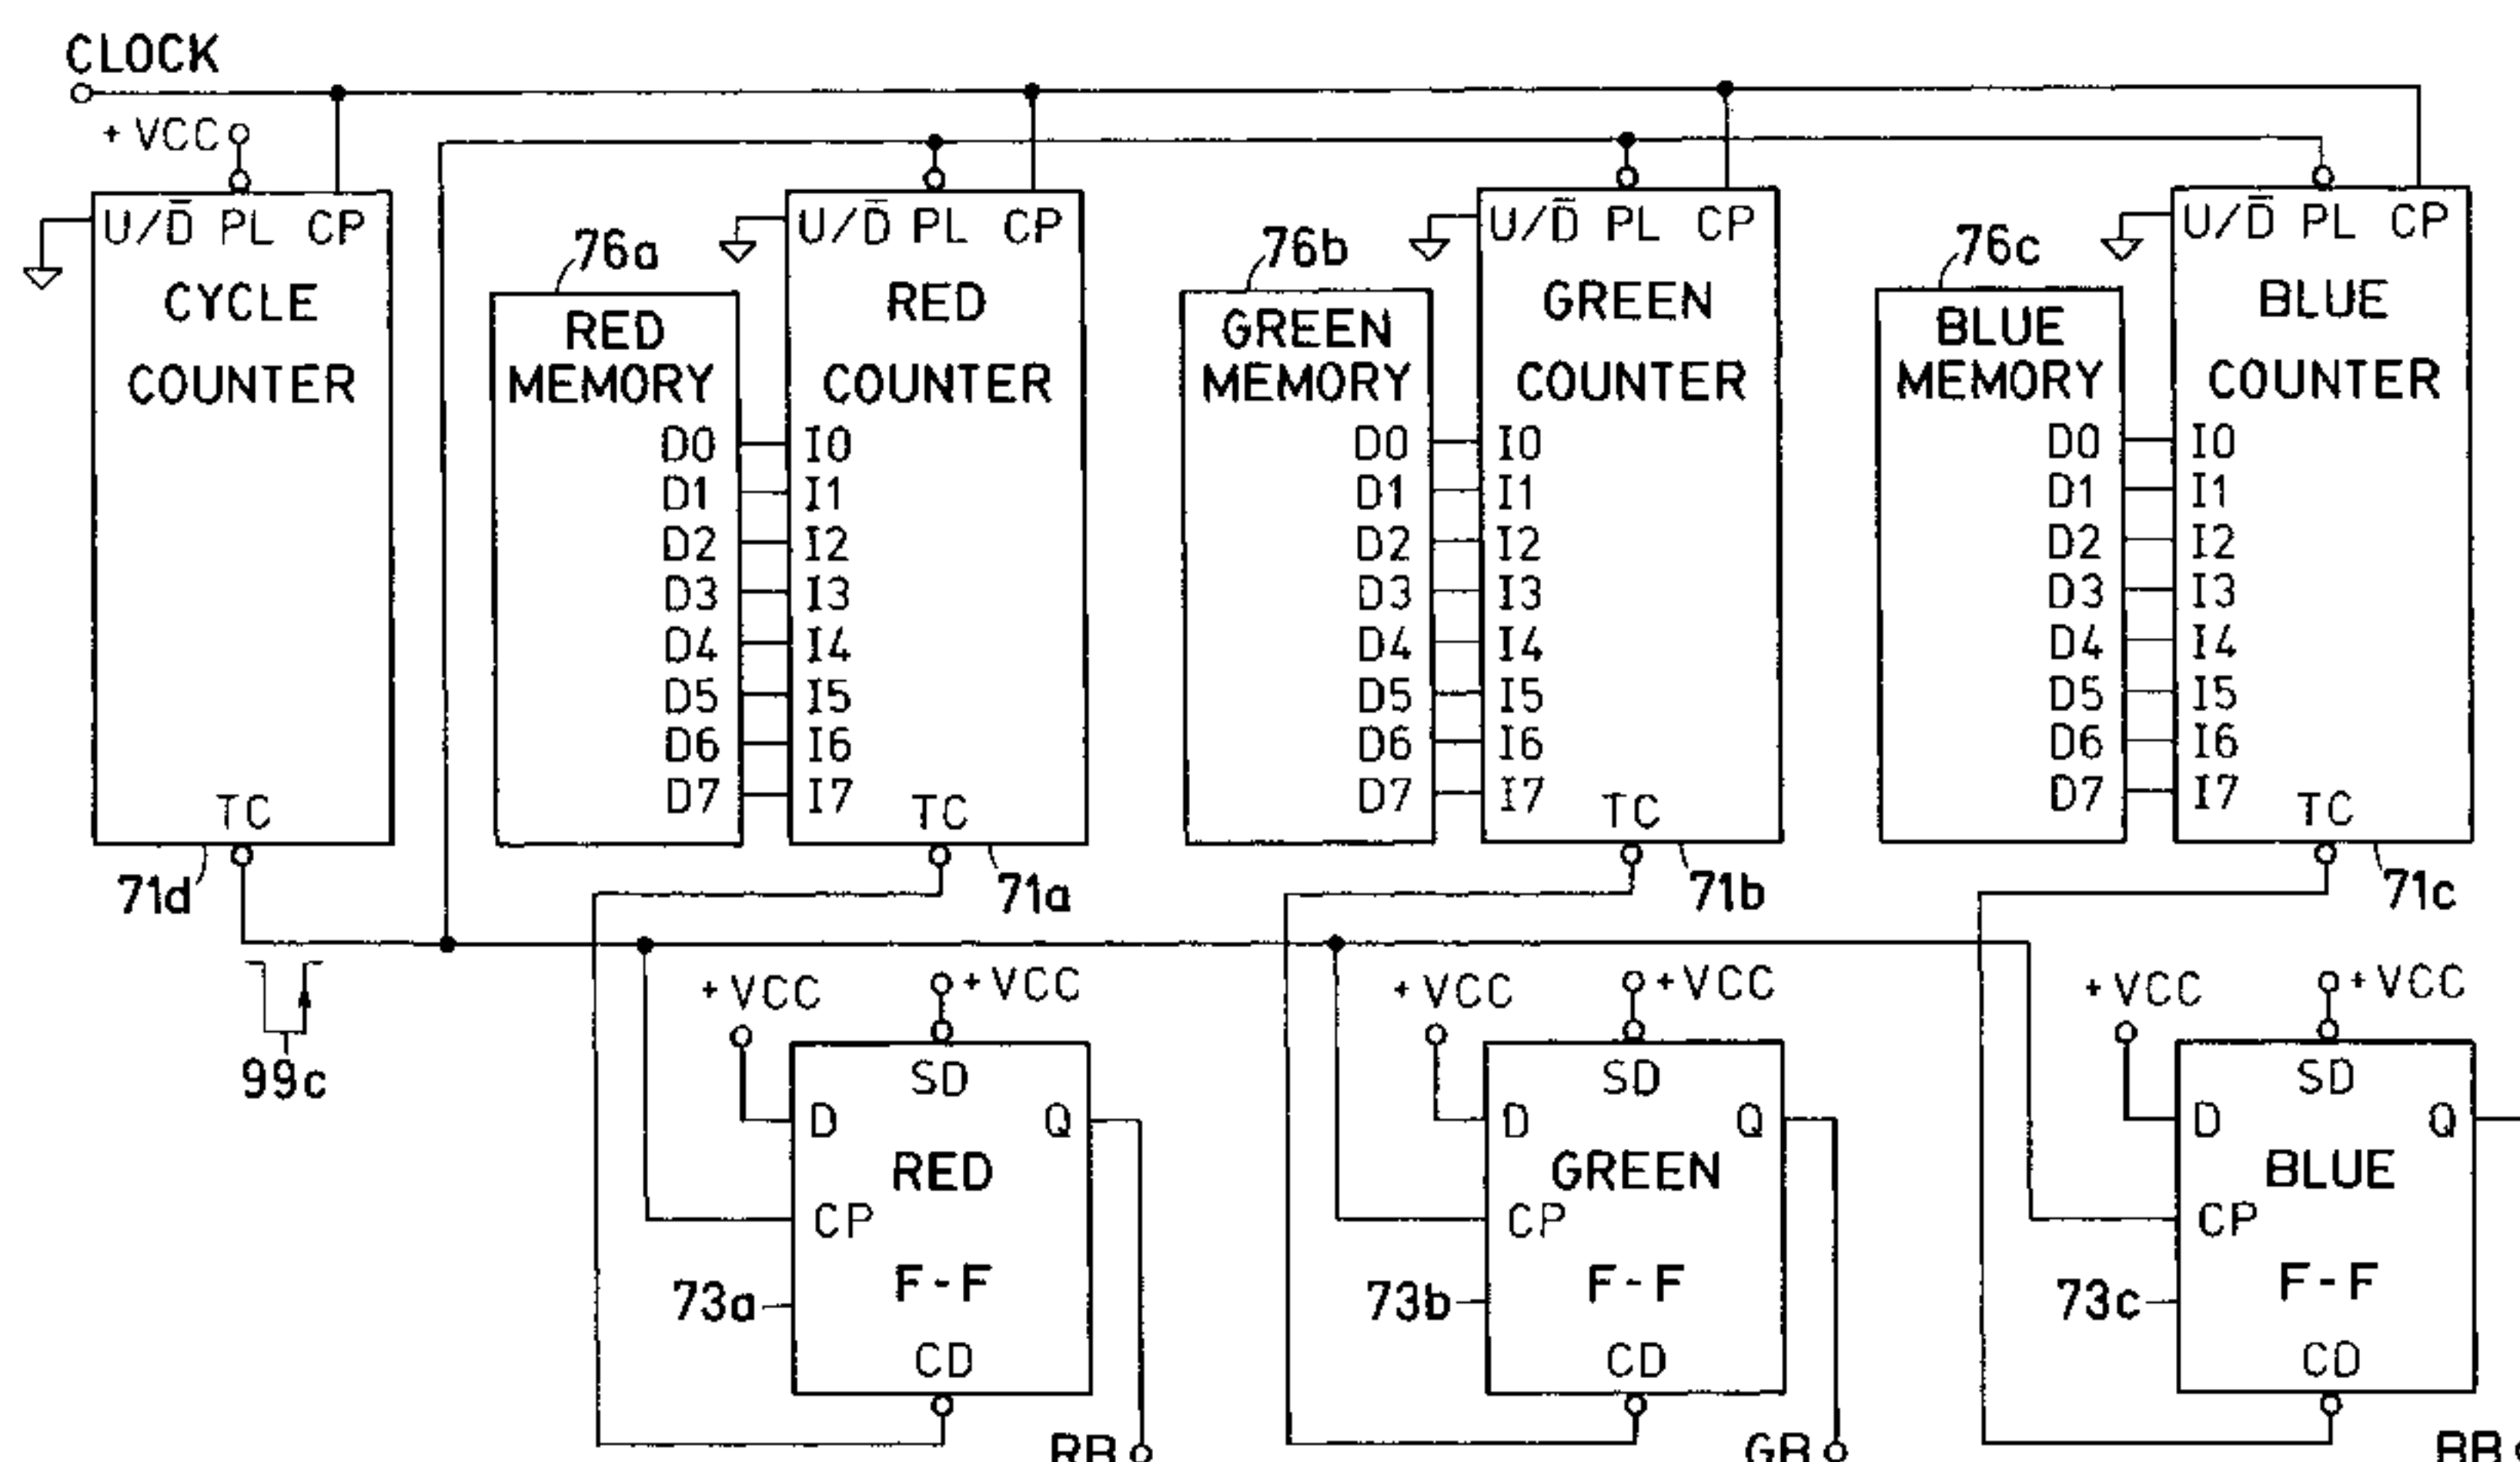 CLOCK
+ VCC
U/D̅ PL CP
CYCLE
COUNTER
TC
71d
76a
RED
MEMORY
D0
D1
D2
D3
D4
D5
D6
D7
U/D̅ PL CP
RED
COUNTER
I0
I1
I2
I3
I4
I5
I6
I7
TC
71a
76b
GREEN
MEMORY
D0
D1
D2
D3
D4
D5
D6
D7
U/D̅ PL CP
GREEN
COUNTER
I0
I1
I2
I3
I4
I5
I6
I7
TC
71b
76c
BLUE
MEMORY
D0
D1
D2
D3
D4
D5
D6
D7
U/D̅ PL CP
BLUE
COUNTER
I0
I1
I2
I3
I4
I5
I6
I7
TC
71c
99c
+ VCC
+ VCC
SD
D Q
RED
CP
F-F
73a
CD
RB
+ VCC
+ VCC
SD
D Q
GREEN
CP
F-F
73b
CD
GB
+ VCC
+ VCC
SD
D Q
BLUE
CP
F-F
73c
CD
BB